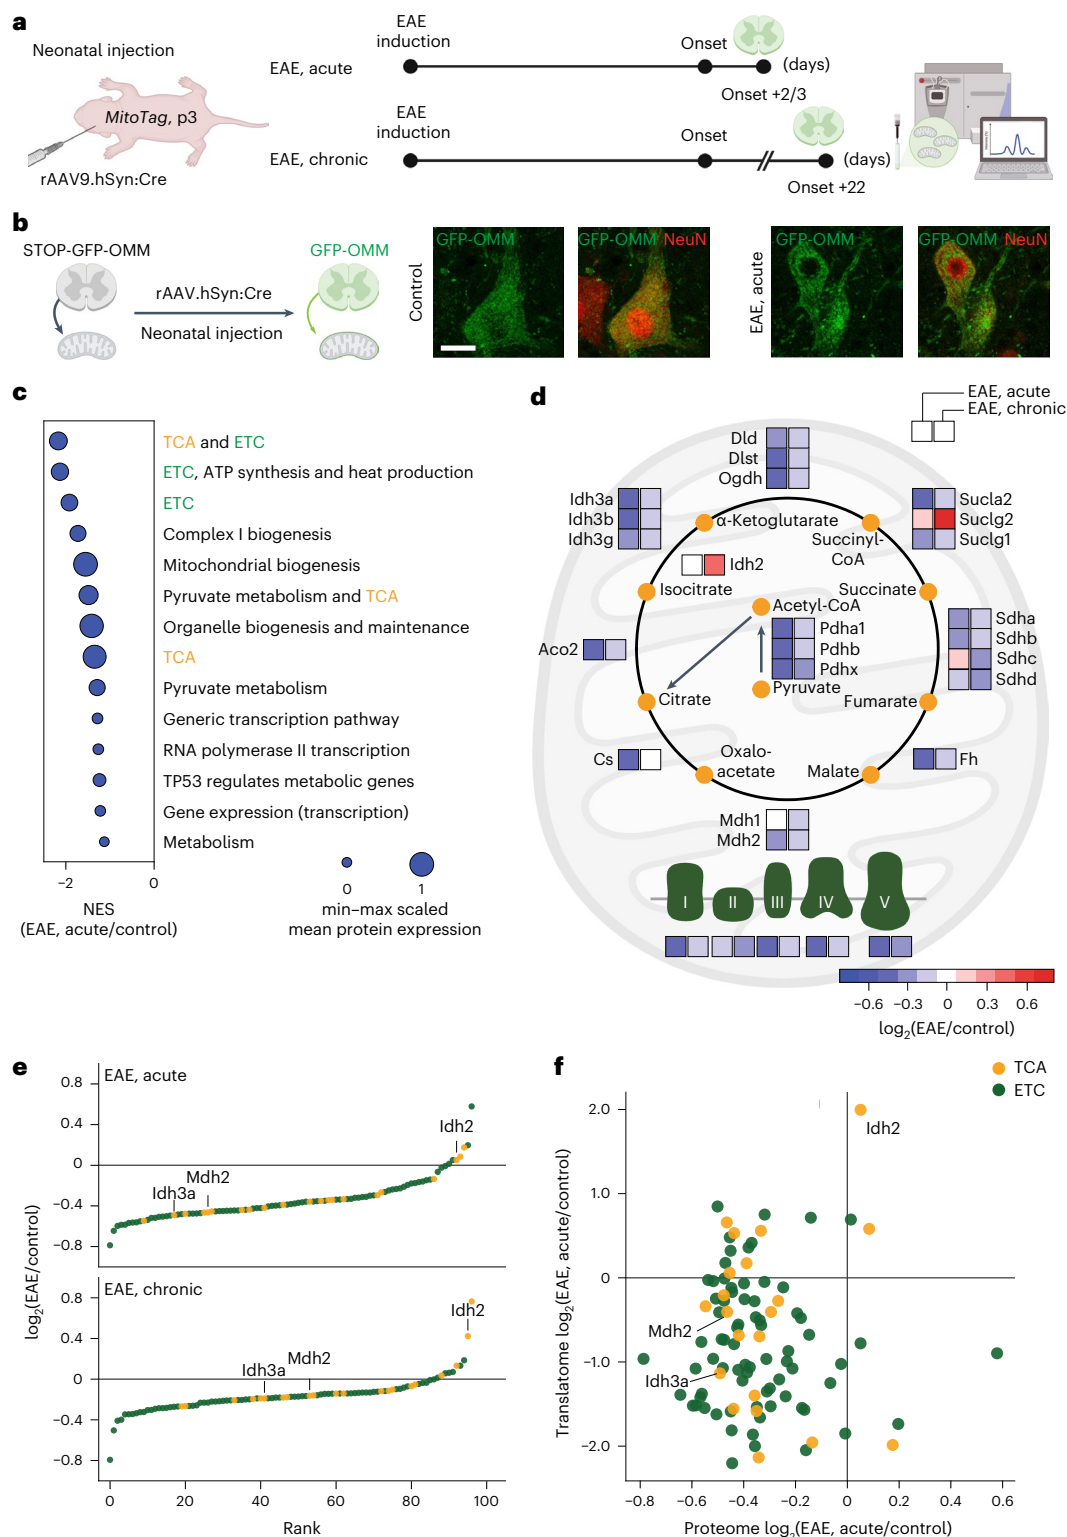 a
Neonatal injection
MitoTag, p3
rAAV9.hSyn:Cre
EAE
induction
Onset
EAE, acute
(days)
Onset +2/3
EAE
induction
Onset
EAE, chronic
(days)
Onset +22
b
STOP-GFP-OMM
GFP-OMM
rAAV.hSyn:Cre
Neonatal injection
Control
GFP-OMM
GFP-OMM NeuN
EAE, acute
GFP-OMM
GFP-OMM NeuN
c
TCA and ETC
ETC, ATP synthesis and heat production
ETC
Complex I biogenesis
Mitochondrial biogenesis
Pyruvate metabolism and TCA
Organelle biogenesis and maintenance
TCA
Pyruvate metabolism
Generic transcription pathway
RNA polymerase II transcription
TP53 regulates metabolic genes
Gene expression (transcription)
Metabolism
−2 0
NES
(EAE, acute/control)
0 1
min–max scaled
mean protein expression
d
EAE, acute
EAE, chronic
Dld
Dlst
Ogdh
Idh3a
Idh3b
Idh3g
Sucla2
Suclg2
Suclg1
α-Ketoglutarate
Succinyl-
CoA
Idh2
Isocitrate
Succinate
Acetyl-CoA
Pdha1
Pdhb
Pdhx
Pyruvate
Aco2
Sdha
Sdhb
Sdhc
Sdhd
Citrate
Fumarate
Cs
Oxalo-
acetate
Malate
Fh
Mdh1
Mdh2
I II III IV V
−0.6 −0.3 0 0.3 0.6
log2(EAE/control)
e
EAE, acute
0.8
0.4
0
−0.4
−0.8
Idh2
Mdh2
Idh3a
log2(EAE/control)
EAE, chronic
0.8
0.4
0
−0.4
−0.8
Idh2
Mdh2
Idh3a
0 20 40 60 80 100
Rank
f
TCA
ETC
2.0
1.0
0
−1.0
−2.0
Translatome log2(EAE, acute/control)
Idh2
Mdh2
Idh3a
−0.8 −0.6 −0.4 −0.2 0 0.2 0.4 0.6
Proteome log2(EAE, acute/control)